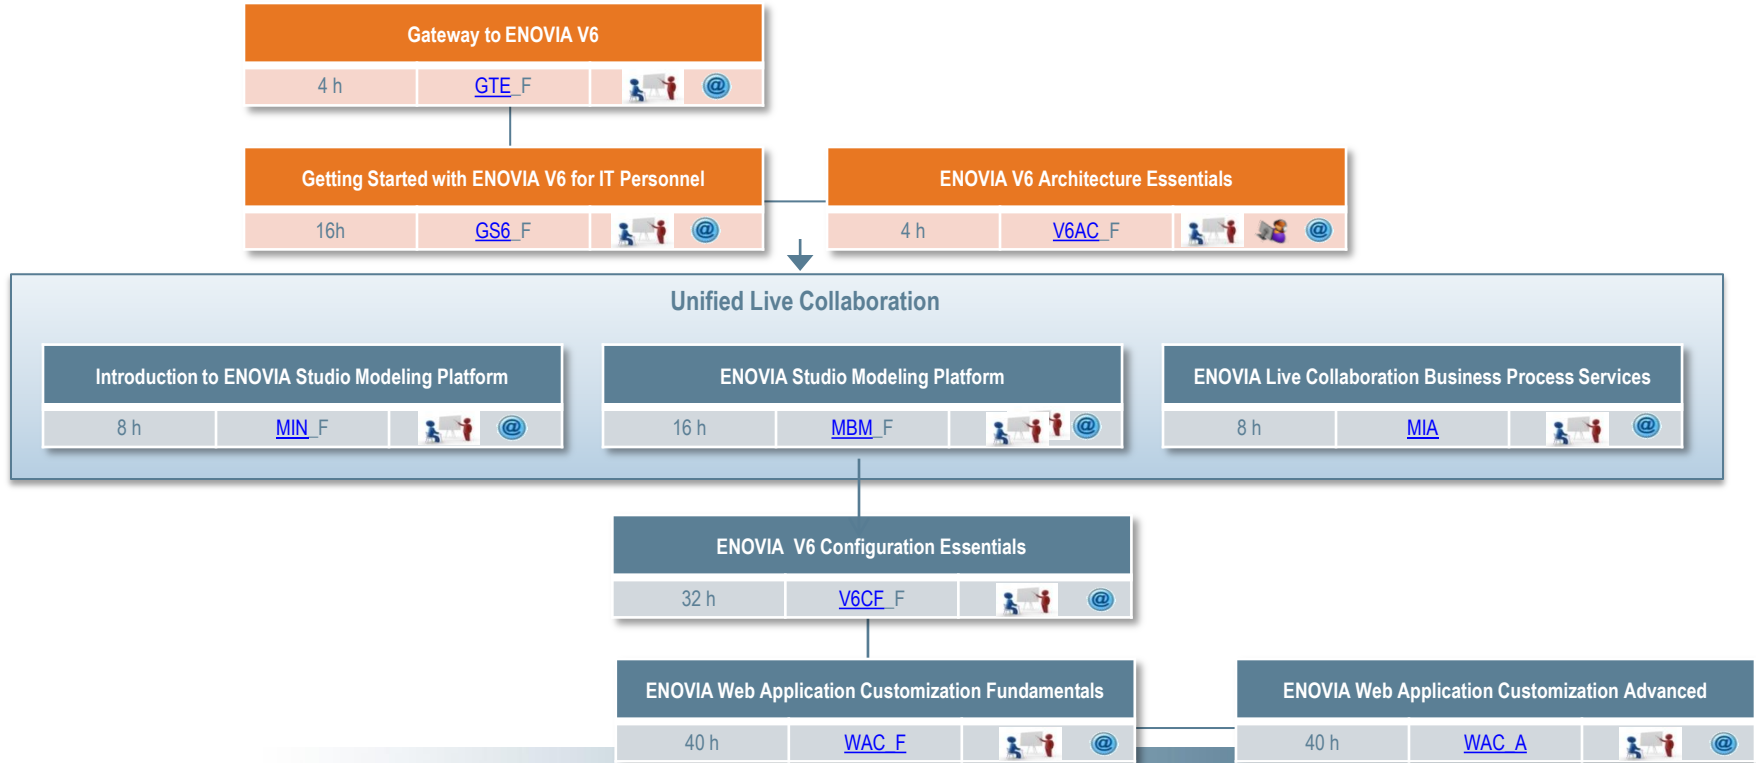 Gateway to ENOVIA V6
4 h GTE_F @
Getting Started with ENOVIA V6 for IT Personnel ENOVIA V6 Architecture Essentials
16h GS6_F @ 4 h V6AC_F @
Unified Live Collaboration
Introduction to ENOVIA Studio Modeling Platform ENOVIA Studio Modeling Platform ENOVIA Live Collaboration Business Process Services
8 h MIN_F @ 16 h MBM_F @ 8 h MIA @
ENOVIA V6 Configuration Essentials
32 h V6CF_F @
ENOVIA Web Application Customization Fundamentals ENOVIA Web Application Customization Advanced
40 h WAC_F @ 40 h WAC_A @